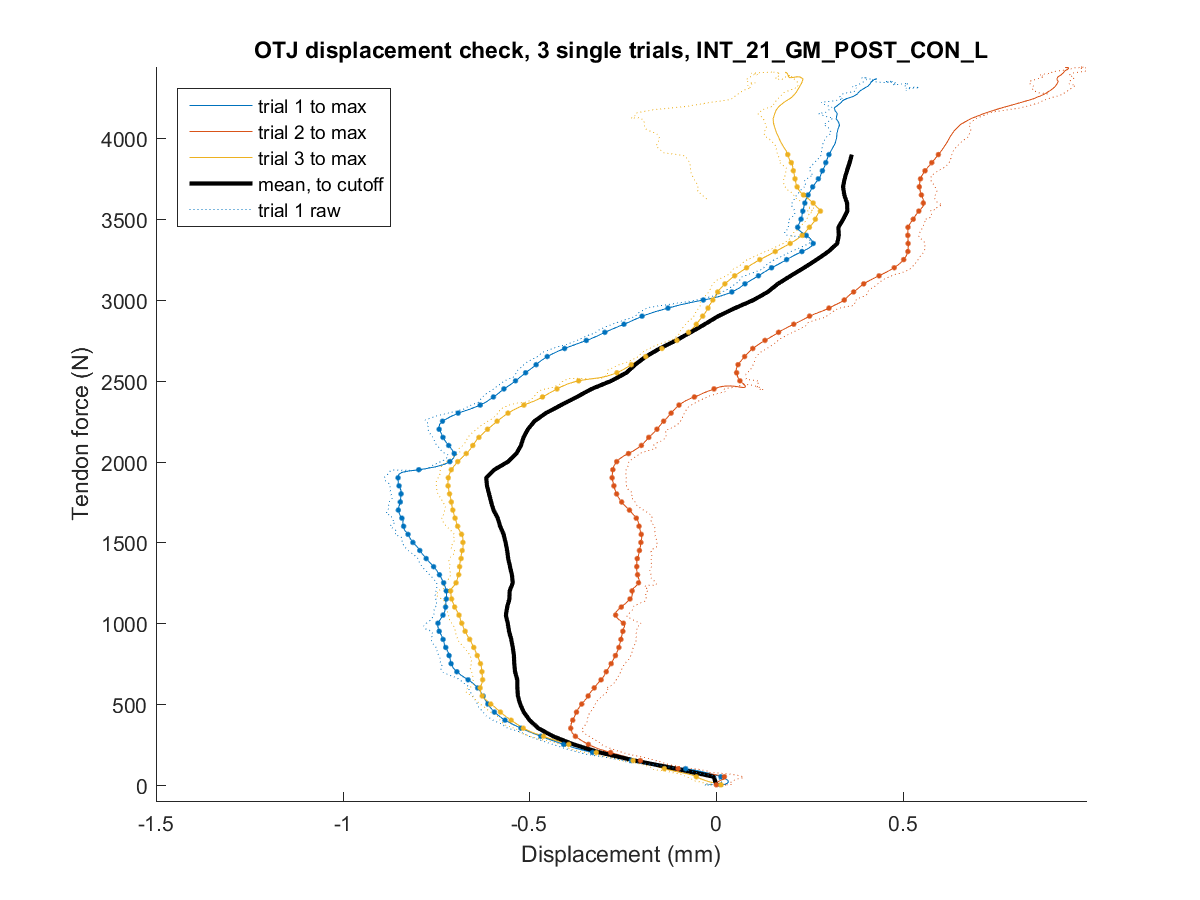 OTJ displacement check, 3 single trials, INT_21_GM_POST_CON_L
trial 1 to max
trial 2 to max
trial 3 to max
mean, to cutoff
trial 1 raw
Tendon force (N)
4000
3500
3000
2500
2000
1500
1000
500
0
-1.5
-1
-0.5
0
0.5
Displacement (mm)